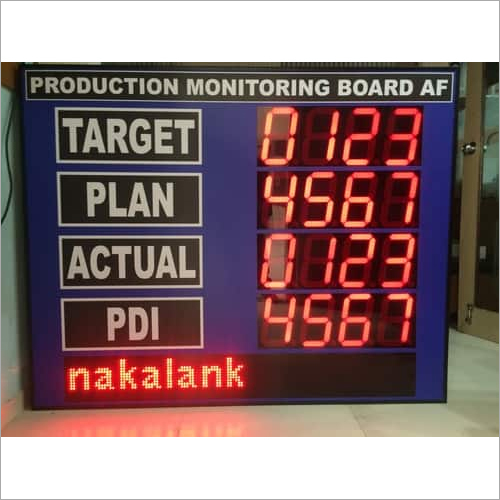 PRODUCTION MONITORING BOARD AF
TARGET 0123
PLAN 4567
ACTUAL 0123
PDI 4567
nakalank